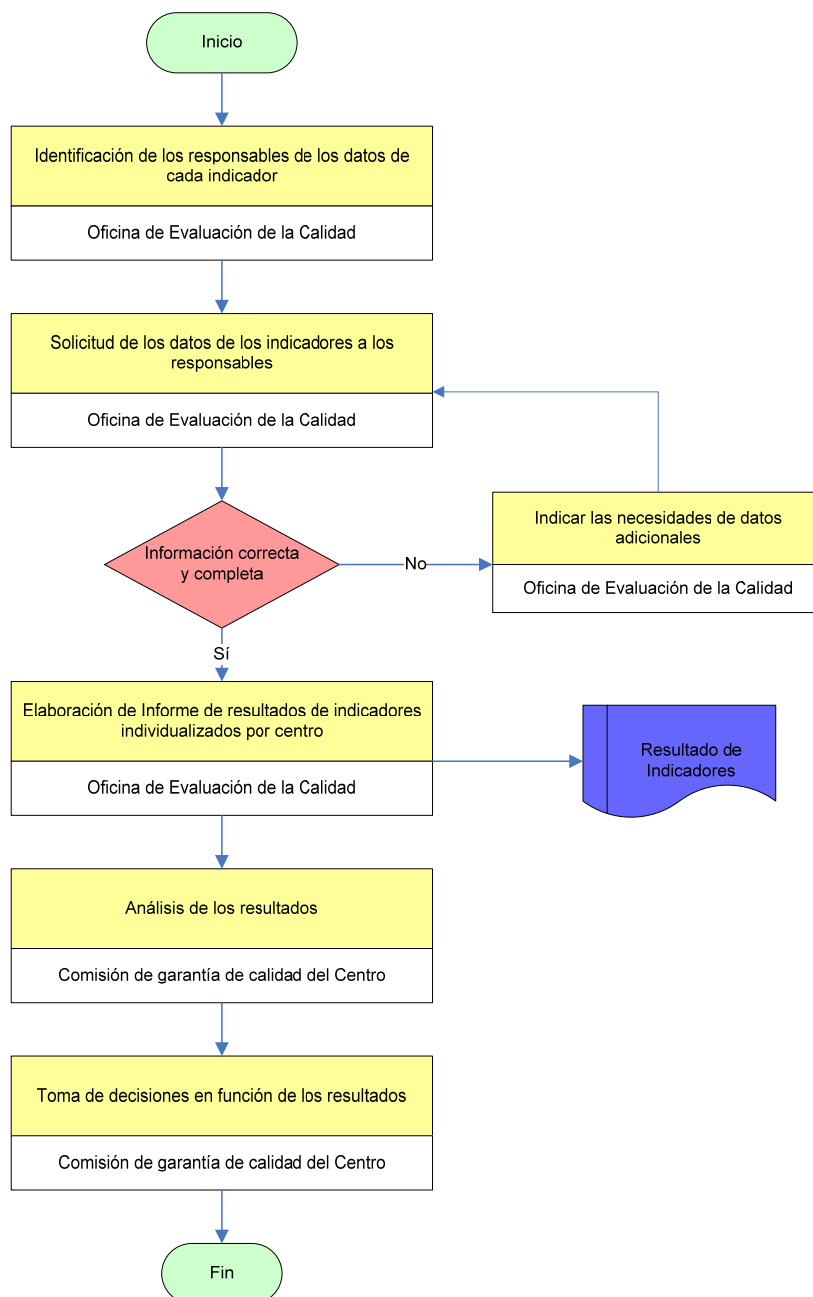 Inicio
Identificación de los responsables de los datos de
cada indicador
Oficina de Evaluación de la Calidad
Solicitud de los datos de los indicadores a los
responsables
Oficina de Evaluación de la Calidad
Información correcta
y completa
No
Indicar las necesidades de datos
adicionales
Oficina de Evaluación de la Calidad
Sí
Elaboración de Informe de resultados de indicadores
individualizados por centro
Oficina de Evaluación de la Calidad
Resultado de
Indicadores
Análisis de los resultados
Comisión de garantía de calidad del Centro
Toma de decisiones en función de los resultados
Comisión de garantía de calidad del Centro
Fin